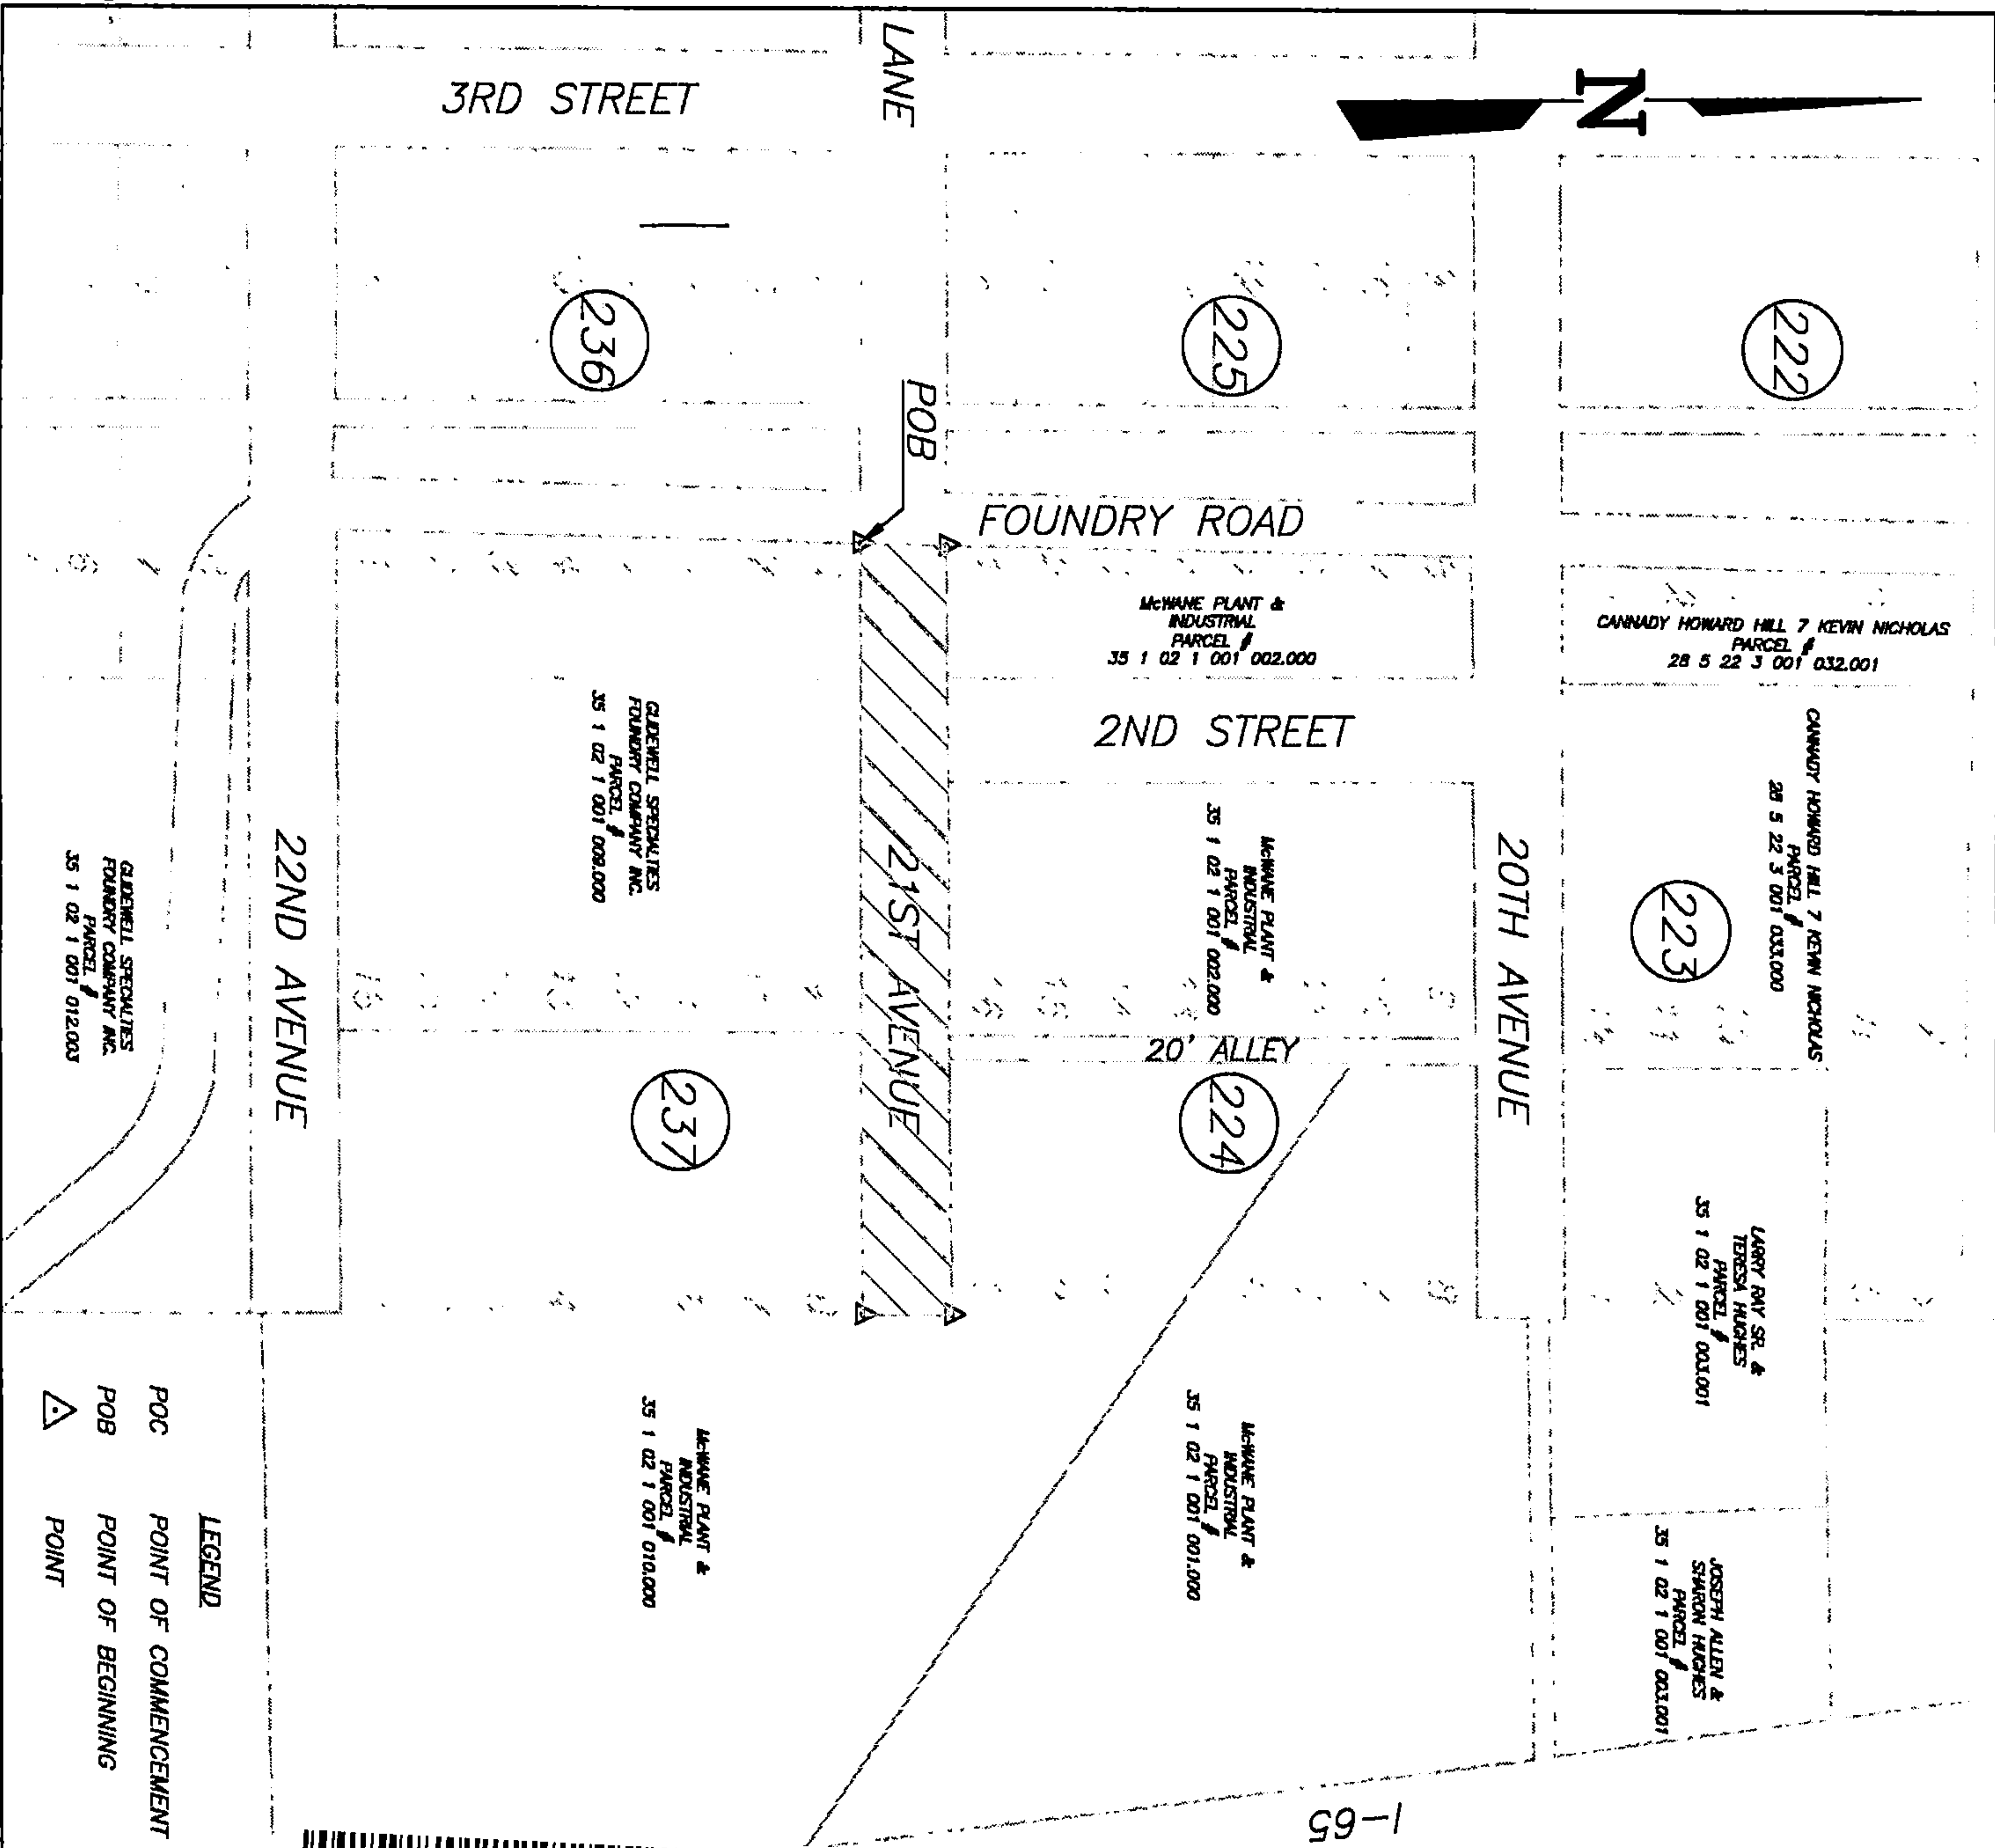 3RD STREET
LANE
N
236
225
222
POB
FOUNDRY ROAD
McWANE PLANT &
INDUSTRIAL
PARCEL #
35 1 02 1 001 002.000
CANNADY HOWARD HILL 7 KEVIN NICHOLAS
PARCEL #
28 5 22 3 001 032.001
2ND STREET
CANNADY HOWARD HILL 7 KEVIN NICHOLAS
PARCEL #
28 5 22 3 001 033.000
GLIDEWELL SPECIALTIES
FOUNDRY COMPANY INC.
PARCEL #
35 1 02 1 001 009.000
21ST AVENUE
McWANE PLANT &
INDUSTRIAL
PARCEL #
35 1 02 1 001 002.000
20TH AVENUE
223
22ND AVENUE
GLIDEWELL SPECIALTIES
FOUNDRY COMPANY INC.
PARCEL #
35 1 02 1 001 012.003
20' ALLEY
237
224
LARRY RAY SR. &
TERESA HUGHES
PARCEL #
35 1 02 1 001 003.001
McWANE PLANT &
INDUSTRIAL
PARCEL #
35 1 02 1 001 010.000
McWANE PLANT &
INDUSTRIAL
PARCEL #
35 1 02 1 001 001.000
JOSEPH ALLEN &
SHARON HUGHES
PARCEL #
35 1 02 1 001 003.001
I-65
LEGEND
POC POINT OF COMMENCEMENT
POB POINT OF BEGINNING
POINT